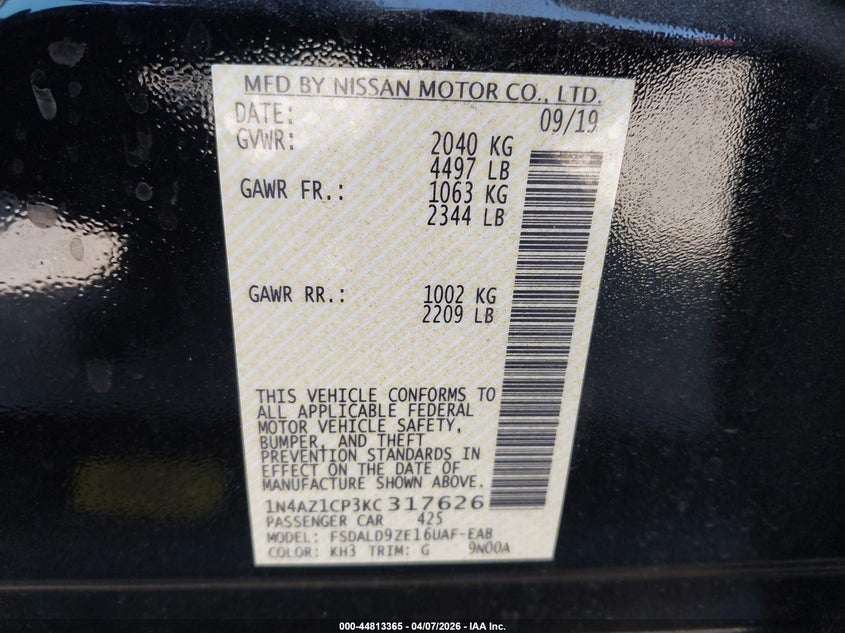 MFD BY NISSAN MOTOR CO., LTD.
DATE: 09/19
GVWR: 2040 KG
4497 LB
GAWR FR.: 1063 KG
2344 LB
GAWR RR.: 1002 KG
2209 LB
THIS VEHICLE CONFORMS TO
ALL APPLICABLE FEDERAL
MOTOR VEHICLE SAFETY,
BUMPER, AND THEFT
PREVENTION STANDARDS IN
EFFECT ON THE DATE OF
MANUFACTURE SHOWN ABOVE.
1N4AZ1CP3KC317626
PASSENGER CAR 425
MODEL: FSDALD9ZE16UAF-EAB
COLOR: KH3 TRIM: G 9N00A
000-44813365 | 04/07/2026 - IAA Inc.